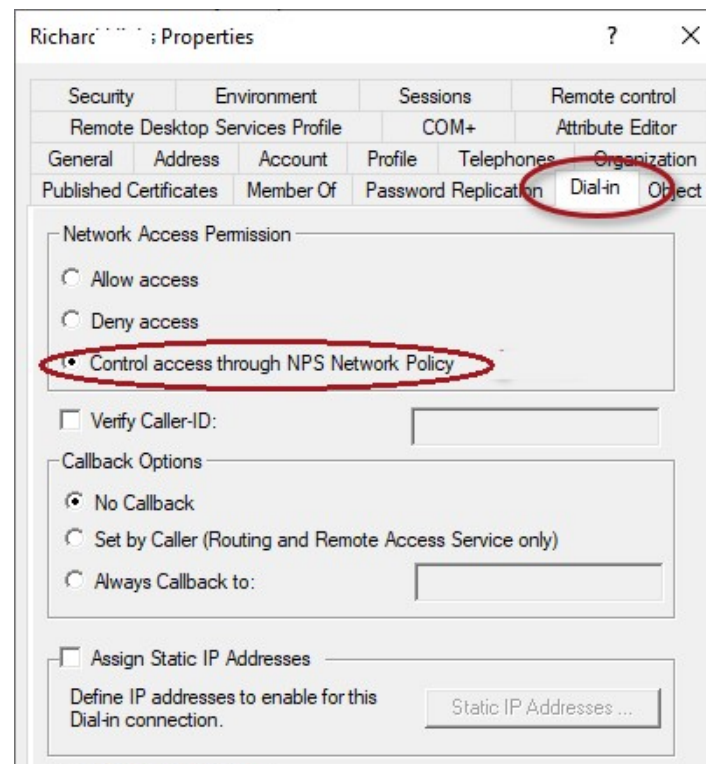 Richard Properties ? X
Security Environment Sessions Remote control
Remote Desktop Services Profile COM+ Attribute Editor
General Address Account Profile Telephones Organization
Published Certificates Member Of Password Replication Dial-in Object
Network Access Permission
Allow access
Deny access
Control access through NPS Network Policy
Verify Caller-ID:
Callback Options
No Callback
Set by Caller (Routing and Remote Access Service only)
Always Callback to:
Assign Static IP Addresses
Define IP addresses to enable for this
Dial-in connection.
Static IP Addresses ...